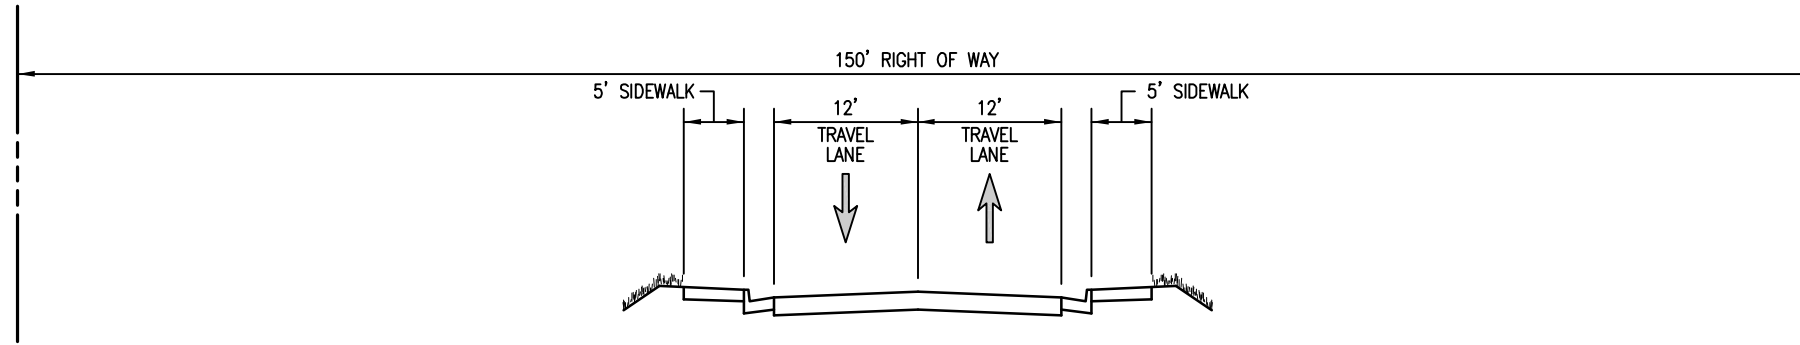 150' RIGHT OF WAY
5' SIDEWALK
12'
12'
5' SIDEWALK
TRAVEL
LANE
TRAVEL
LANE